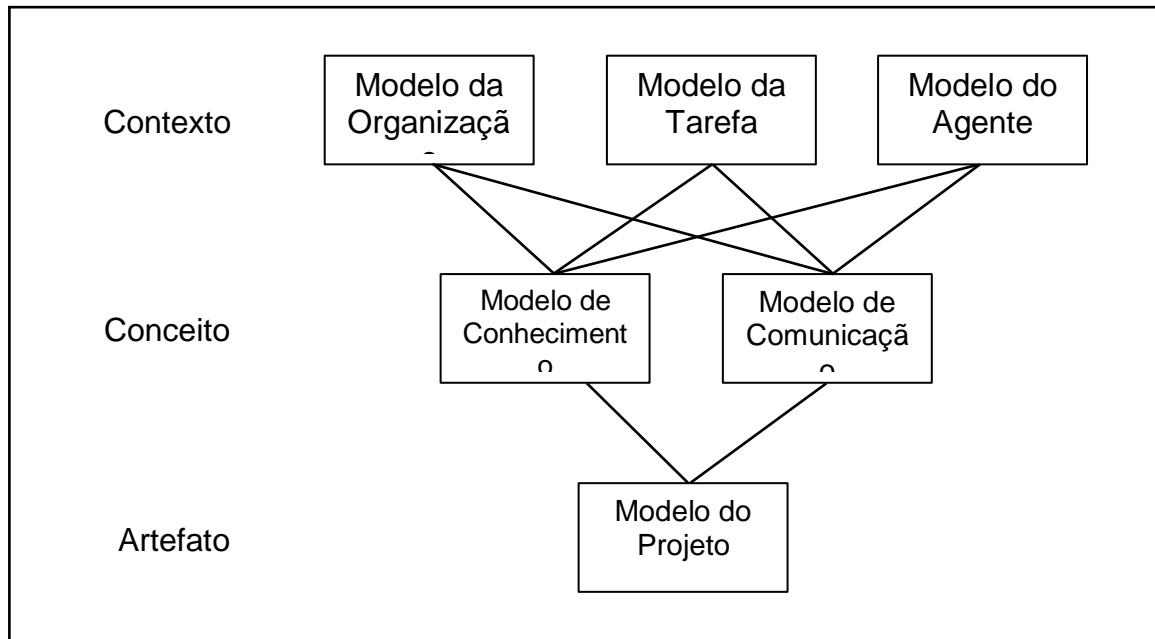 Modelo da
Organizaçã
Modelo da
Tarefa
Modelo do
Agente
Contexto
Modelo de
Conheciment
o
Modelo de
Comunicaçã
Conceito
Modelo do
Projeto
Artefato